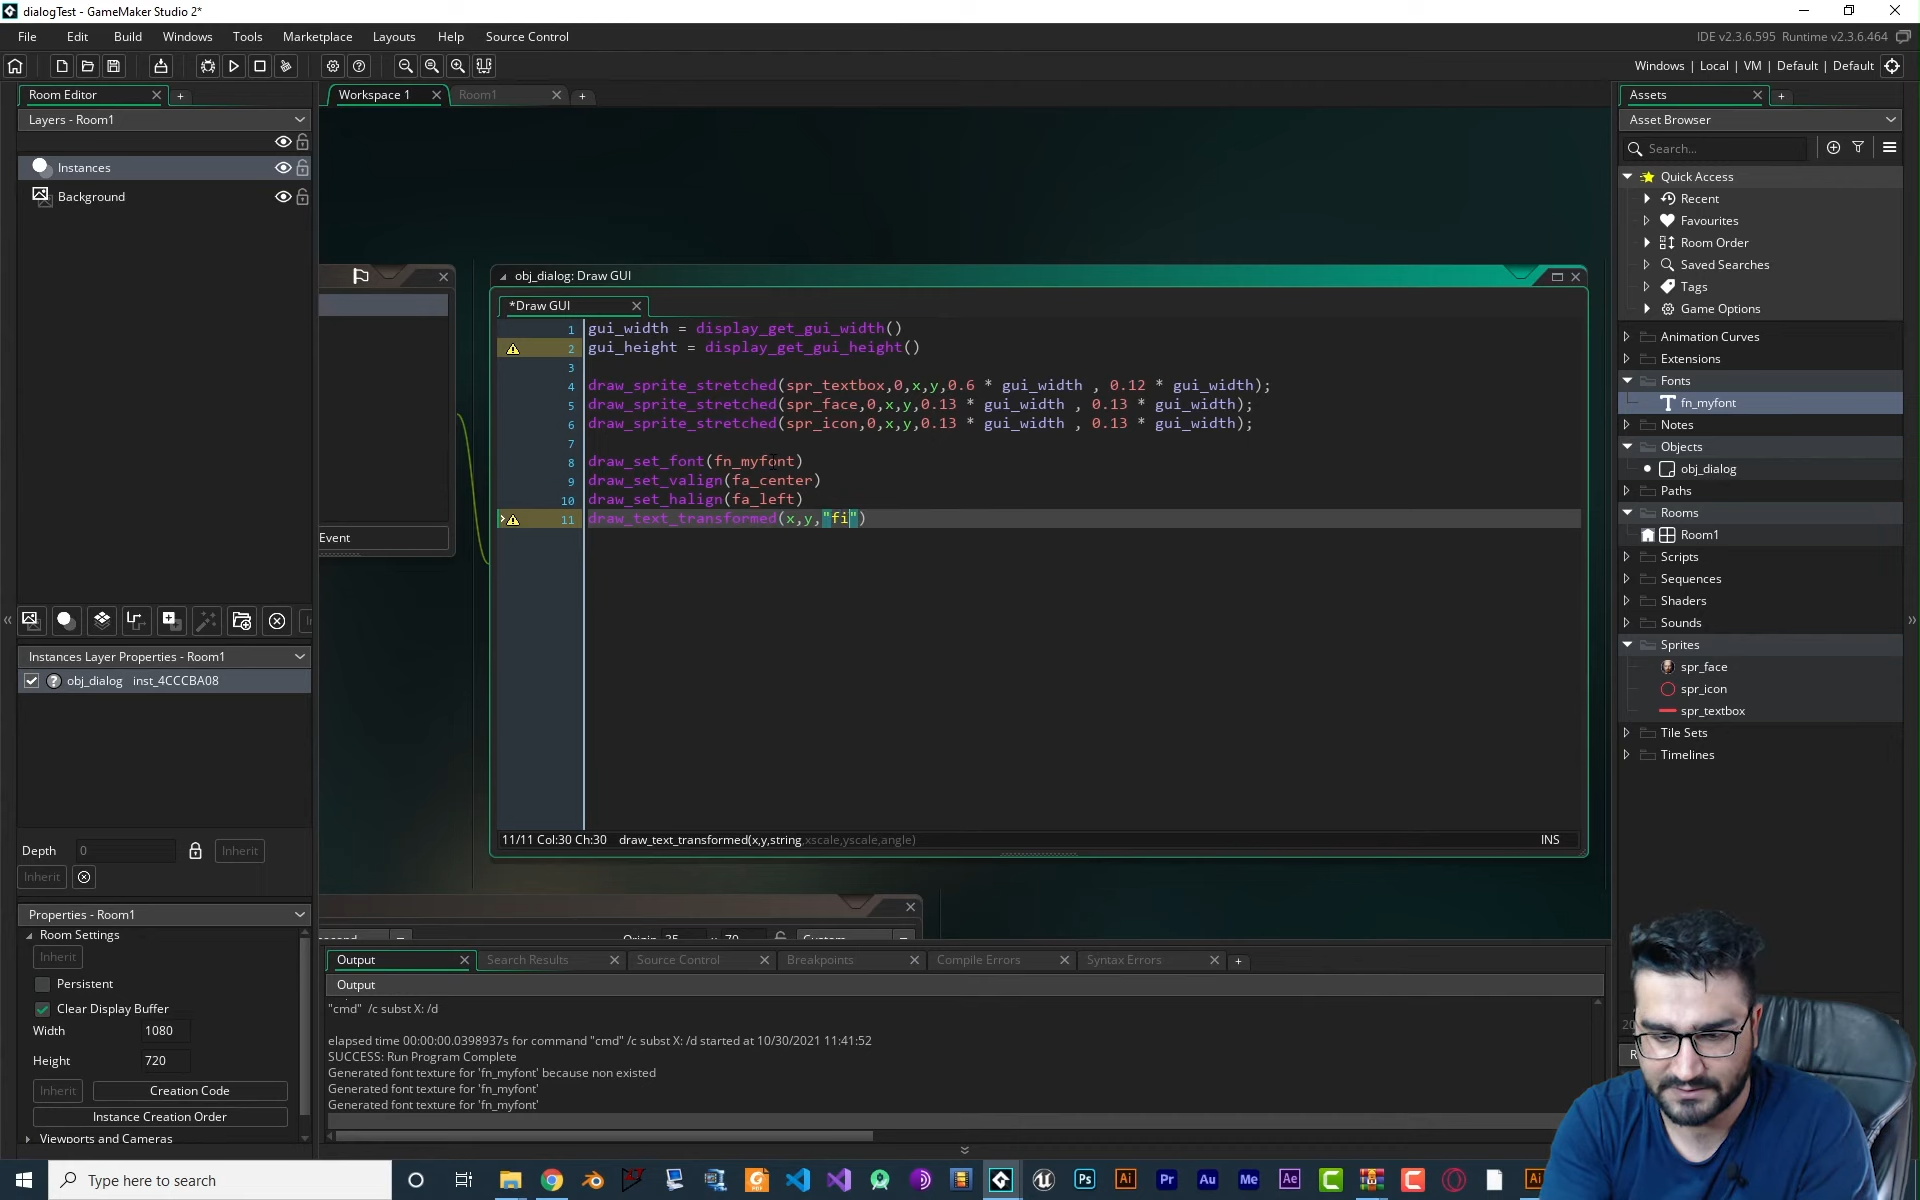 dialogTest - GameMaker Studio 2*
File Edit Build Windows Tools Marketplace Layouts Help Source Control
IDE v2.3.6.595 Runtime v2.3.6.464
Windows | Local | VM | Default | Default
Room Editor
Layers - Room1
Instances
Background
Instances Layer Properties - Room1
obj_dialog inst_4CCCBA08
Depth 0 Inherit
Inherit
Properties - Room1
Room Settings
Inherit
Persistent
Clear Display Buffer
Width 1080
Height 720
Inherit Creation Code
Instance Creation Order
Viewports and Cameras
Workspace 1 Room1
Event
obj_dialog: Draw GUI
*Draw GUI
1 gui_width = display_get_gui_width()
2 gui_height = display_get_gui_height()
3
4 draw_sprite_stretched(spr_textbox,0,x,y,0.6 * gui_width , 0.12 * gui_width);
5 draw_sprite_stretched(spr_face,0,x,y,0.13 * gui_width , 0.13 * gui_width);
6 draw_sprite_stretched(spr_icon,0,x,y,0.13 * gui_width , 0.13 * gui_width);
7
8 draw_set_font(fn_myfont)
9 draw_set_valign(fa_center)
10 draw_set_halign(fa_left)
11 draw_text_transformed(x,y,"fi")
11/11 Col:30 Ch:30 draw_text_transformed(x,y,string,xscale,yscale,angle) INS
Output Search Results Source Control Breakpoints Compile Errors Syntax Errors
Output
"cmd" /c subst X: /d
elapsed time 00:00:00.0398937s for command "cmd" /c subst X: /d started at 10/30/2021 11:41:52
SUCCESS: Run Program Complete
Generated font texture for 'fn_myfont' because non existed
Generated font texture for 'fn_myfont'
Generated font texture for 'fn_myfont'
Assets
Asset Browser
Search...
Quick Access
Recent
Favourites
Room Order
Saved Searches
Tags
Game Options
Animation Curves
Extensions
Fonts
fn_myfont
Notes
Objects
obj_dialog
Paths
Rooms
Room1
Scripts
Sequences
Shaders
Sounds
Sprites
spr_face
spr_icon
spr_textbox
Tile Sets
Timelines
Type here to search
Ps Ai Pr Au Me Ae